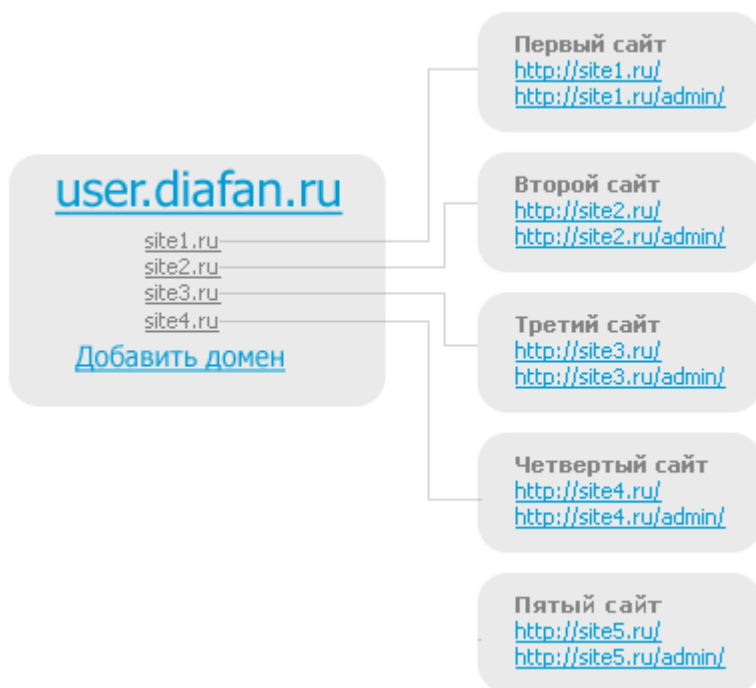 user.diafan.ru
site1.ru
site2.ru
site3.ru
site4.ru
Добавить домен
Первый сайт
http://site1.ru/
http://site1.ru/admin/
Второй сайт
http://site2.ru/
http://site2.ru/admin/
Третий сайт
http://site3.ru/
http://site3.ru/admin/
Четвертый сайт
http://site4.ru/
http://site4.ru/admin/
Пятый сайт
http://site5.ru/
http://site5.ru/admin/